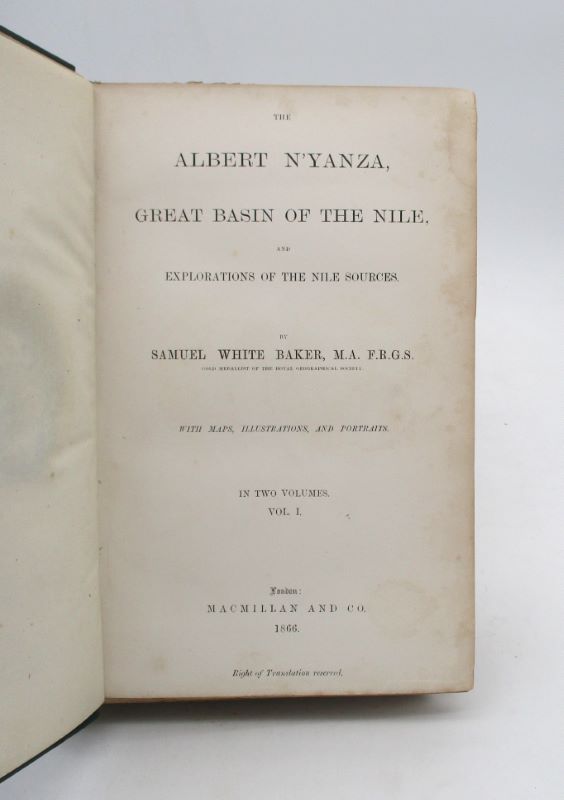 THE
ALBERT N'YANZA,
GREAT BASIN OF THE NILE,
AND
EXPLORATIONS OF THE NILE SOURCES.
BY
SAMUEL WHITE BAKER, M.A. F.R.G.S.
GOLD MEDALLIST OF THE ROYAL GEOGRAPHICAL SOCIETY.
WITH MAPS, ILLUSTRATIONS, AND PORTRAITS.
IN TWO VOLUMES.
VOL. I.
London:
MACMILLAN AND CO.
1866.
Right of Translation reserved.